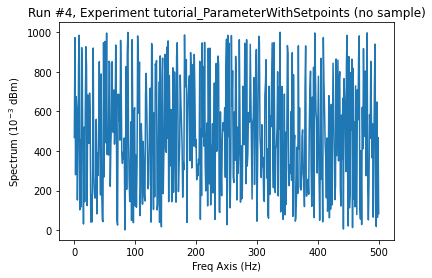 Run #4, Experiment tutorial_ParameterWithSetpoints (no sample)
1000
800
600
400
200
0
Spectrum (10⁻³ dBm)
0 100 200 300 400 500
Freq Axis (Hz)